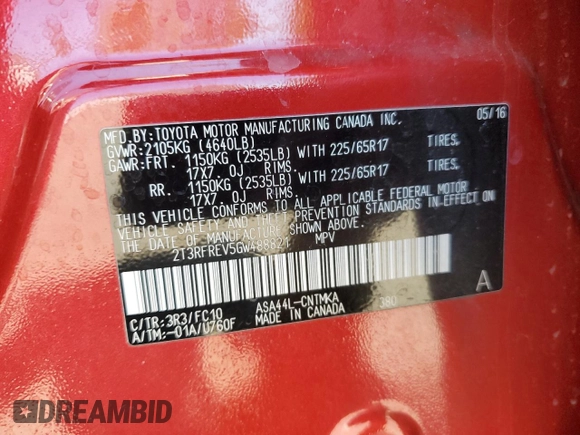 MFD.BY:TOYOTA MOTOR MANUFACTURING CANADA INC. 05/16
GVWR:2105KG (4640LB)
GAWR:FRT. 1150KG (2535LB) WITH 225/65R17 TIRES.
17X7.0J RIMS.
RR. 1150KG (2535LB) WITH 225/65R17 TIRES.
17X7.0J RIMS.
THIS VEHICLE CONFORMS TO ALL APPLICABLE FEDERAL MOTOR
VEHICLE SAFETY AND THEFT PREVENTION STANDARDS IN EFFECT ON
THE DATE OF MANUFACTURE SHOWN ABOVE.
2T3RFREV5GW488821 MPV
A
C/TR:3R3/FC10 ASA44L-CNTMKA 380
A/TM:-01A/U760F MADE IN CANADA
DREAMBID